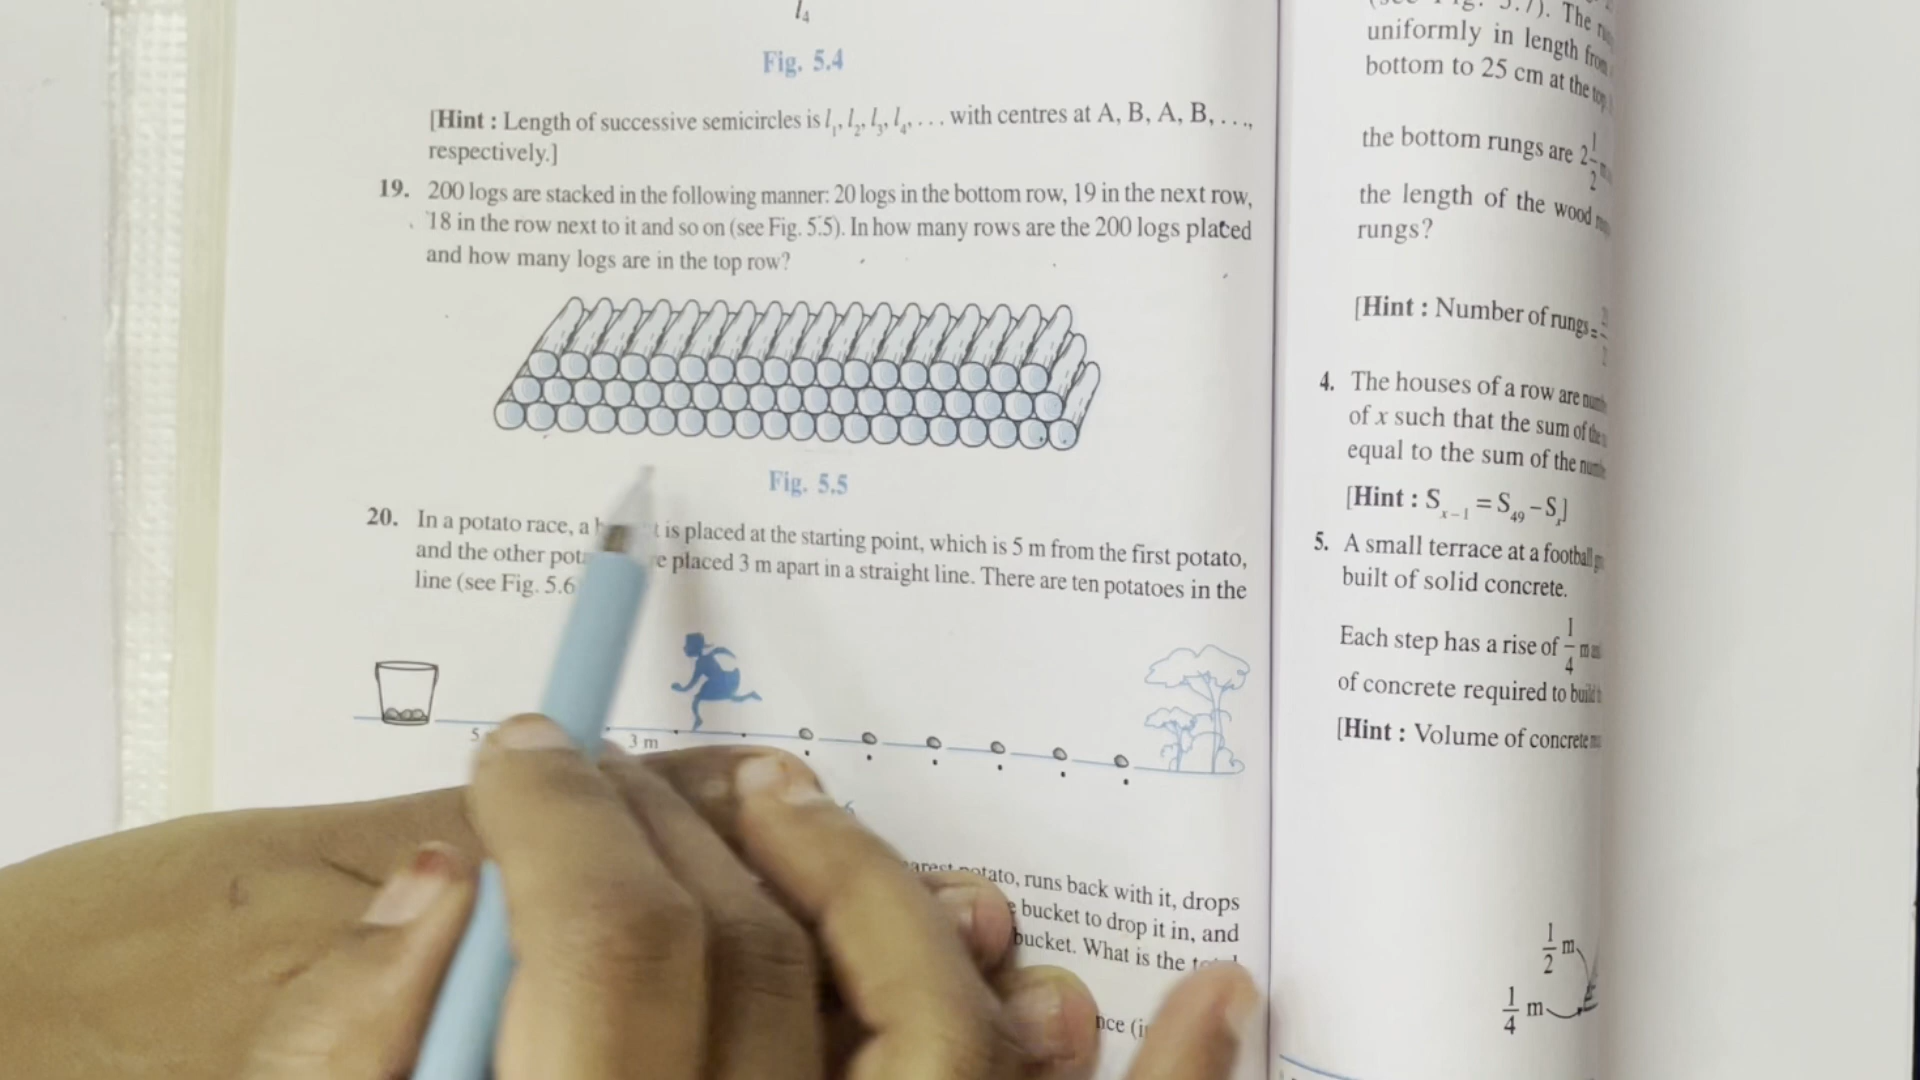 l4
Fig. 5.4
[Hint : Length of successive semicircles is l1, l2, l3, l4, . . . with centres at A, B, A, B, . . .,
respectively.]
19. 200 logs are stacked in the following manner: 20 logs in the bottom row, 19 in the next row,
18 in the row next to it and so on (see Fig. 5.5). In how many rows are the 200 logs placed
and how many logs are in the top row?
Fig. 5.5
20. In a potato race, a is placed at the starting point, which is 5 m from the first potato,
and the other placed 3 m apart in a straight line. There are ten potatoes in the
line (see Fig. 5.6
5
3 m
potato, runs back with it, drops
bucket to drop it in, and
bucket. What is the
uniformly in length from
bottom to 25 cm at the top
the bottom rungs are 2 1/2
the length of the wood
rungs?
[Hint : Number of rungs =
4. The houses of a row are
of x such that the sum of
equal to the sum of the
[Hint : Sx – 1 = S49 – Sx]
5. A small terrace at a football
built of solid concrete.
Each step has a rise of 1/4 m
of concrete required to build
[Hint : Volume of concrete
1/2 m
1/4 m